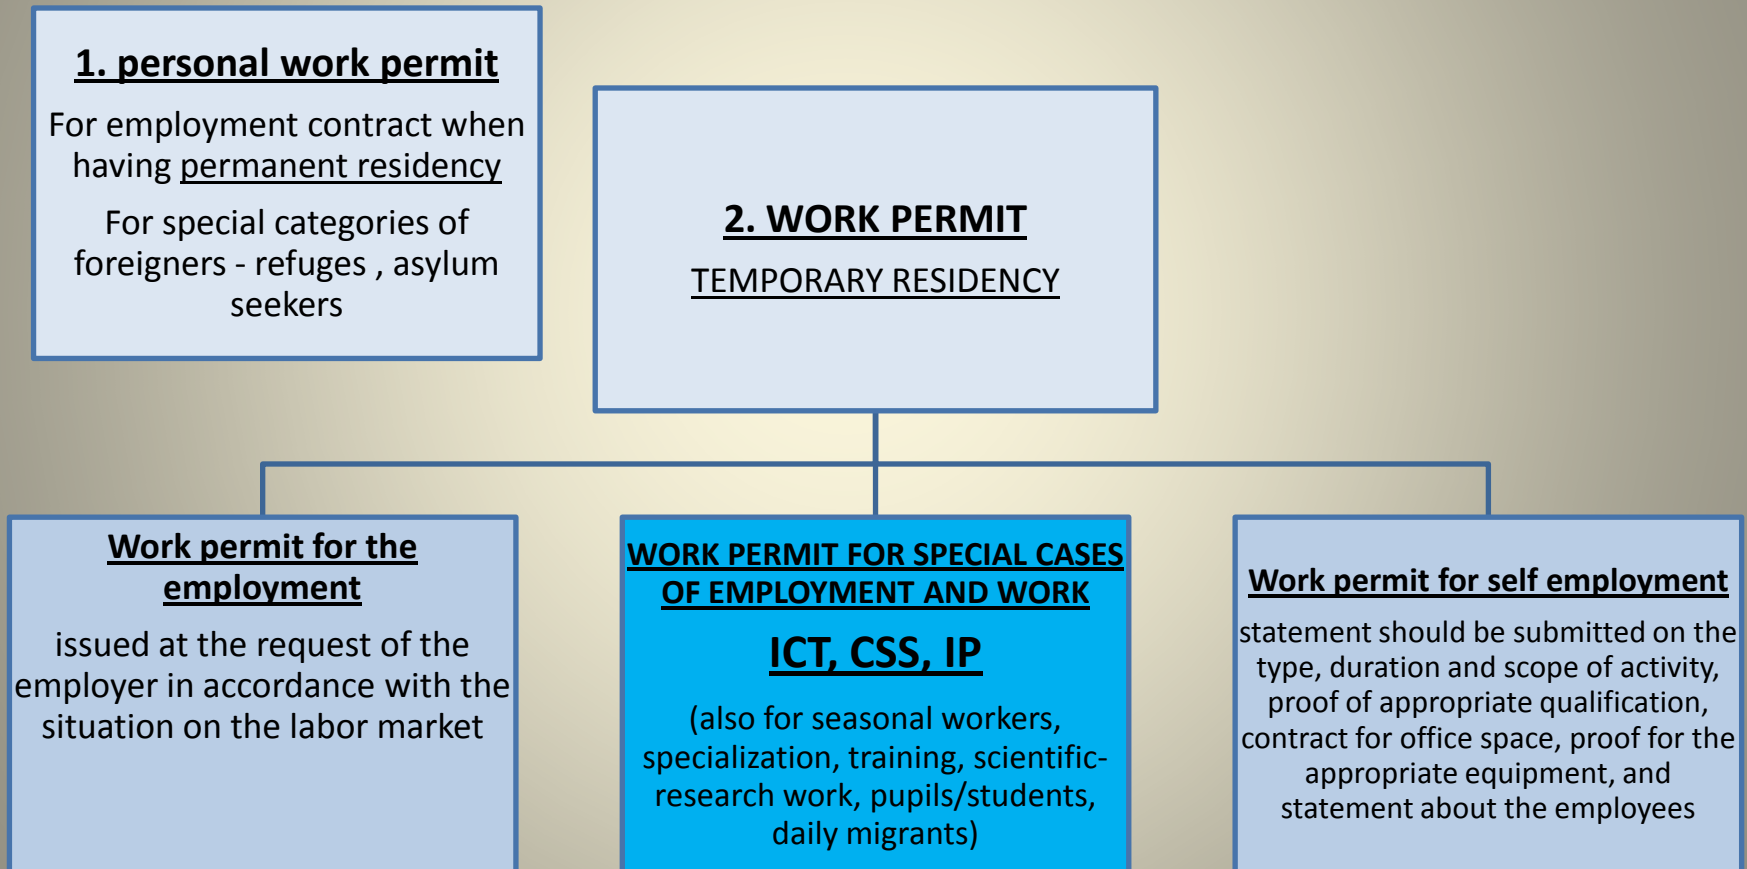 1. personal work permit
For employment contract when
having permanent residency
For special categories of
foreigners - refuges , asylum
seekers
2. WORK PERMIT
TEMPORARY RESIDENCY
Work permit for the
employment
issued at the request of the
employer in accordance with the
situation on the labor market
WORK PERMIT FOR SPECIAL CASES
OF EMPLOYMENT AND WORK
ICT, CSS, IP
(also for seasonal workers,
specialization, training, scientific-
research work, pupils/students,
daily migrants)
Work permit for self employment
statement should be submitted on the
type, duration and scope of activity,
proof of appropriate qualification,
contract for office space, proof for the
appropriate equipment, and
statement about the employees